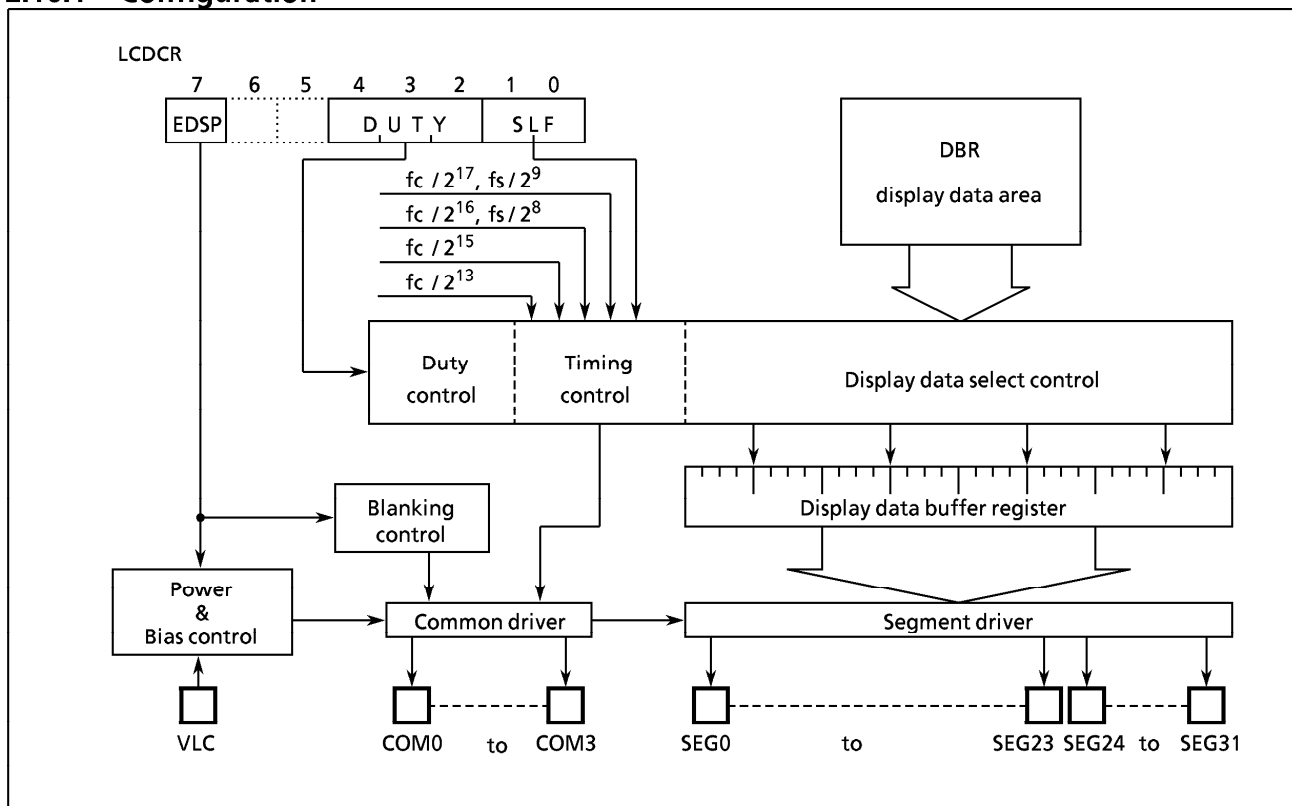 LCDCR
7 6 5 4 3 2 1 0
EDSP DUTY SLF
fc / 2^17, fs / 2^9
fc / 2^16, fs / 2^8
fc / 2^15
fc / 2^13
DBR
display data area
Duty
control
Timing
control
Display data select control
Display data buffer register
Blanking
control
Power
&
Bias control
Common driver
Segment driver
VLC COM0 to COM3 SEG0 to SEG23 SEG24 to SEG31